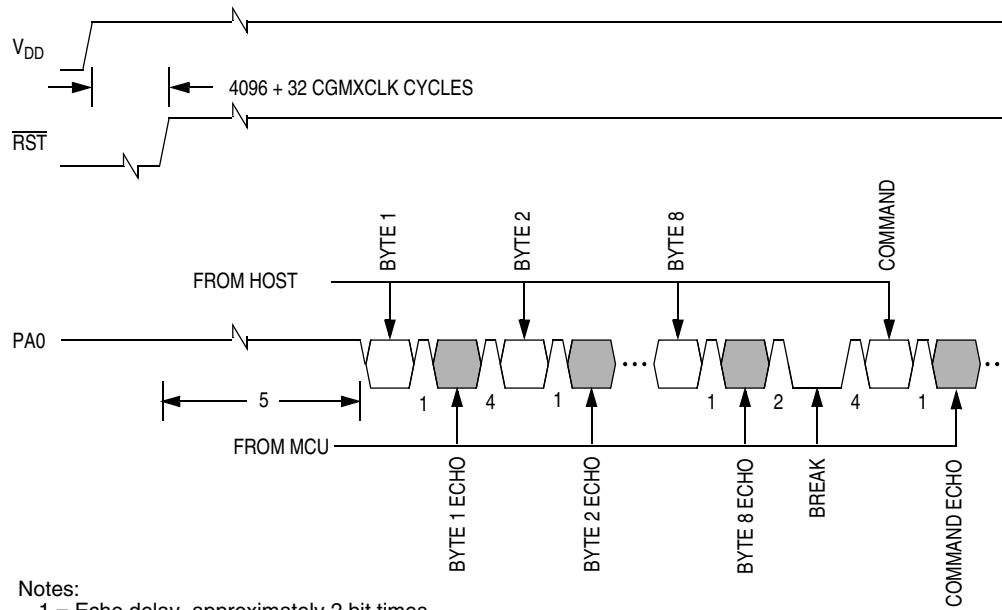 VDD
4096 + 32 CGMXCLK CYCLES
RST
BYTE 1
BYTE 2
BYTE 8
COMMAND
FROM HOST
PA0
5
1
4
1
1
2
4
1
FROM MCU
BYTE 1 ECHO
BYTE 2 ECHO
BYTE 8 ECHO
BREAK
COMMAND ECHO
Notes:
1 = Echo delay, approximately 2 bit times